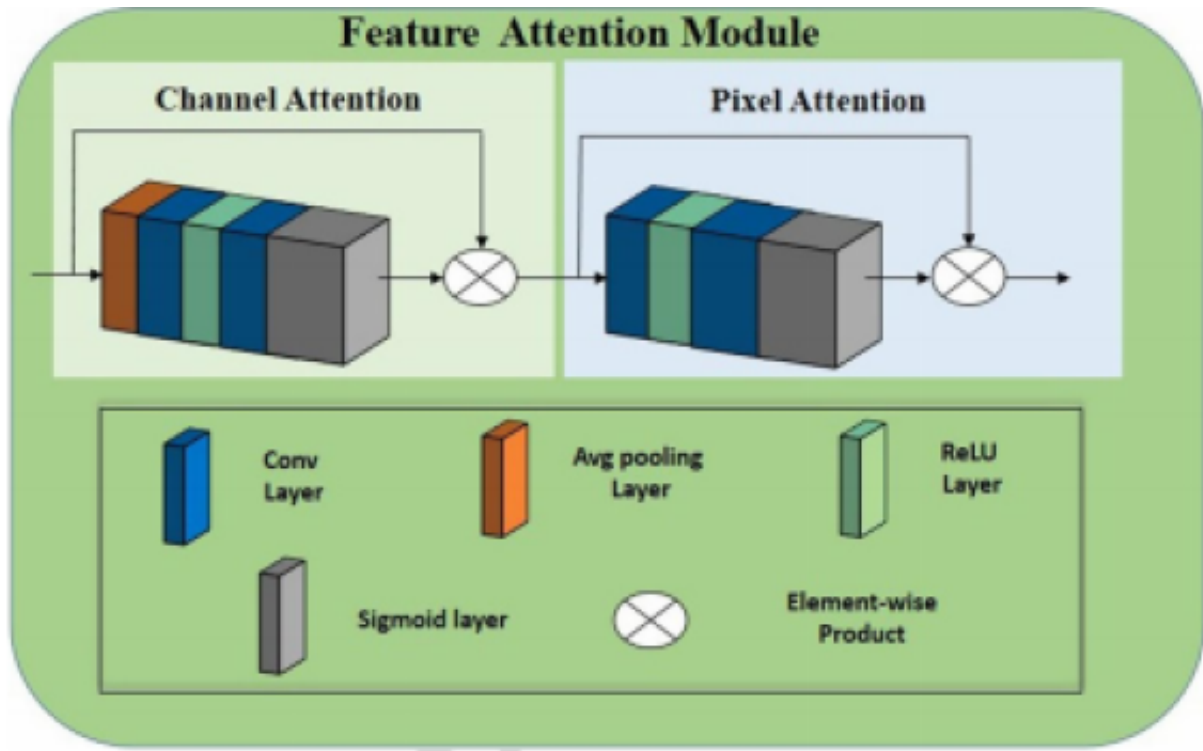 Feature Attention Module
Channel Attention
Pixel Attention
Conv
Layer
Avg pooling
Layer
ReLU
Layer
Sigmoid layer
Element-wise
Product